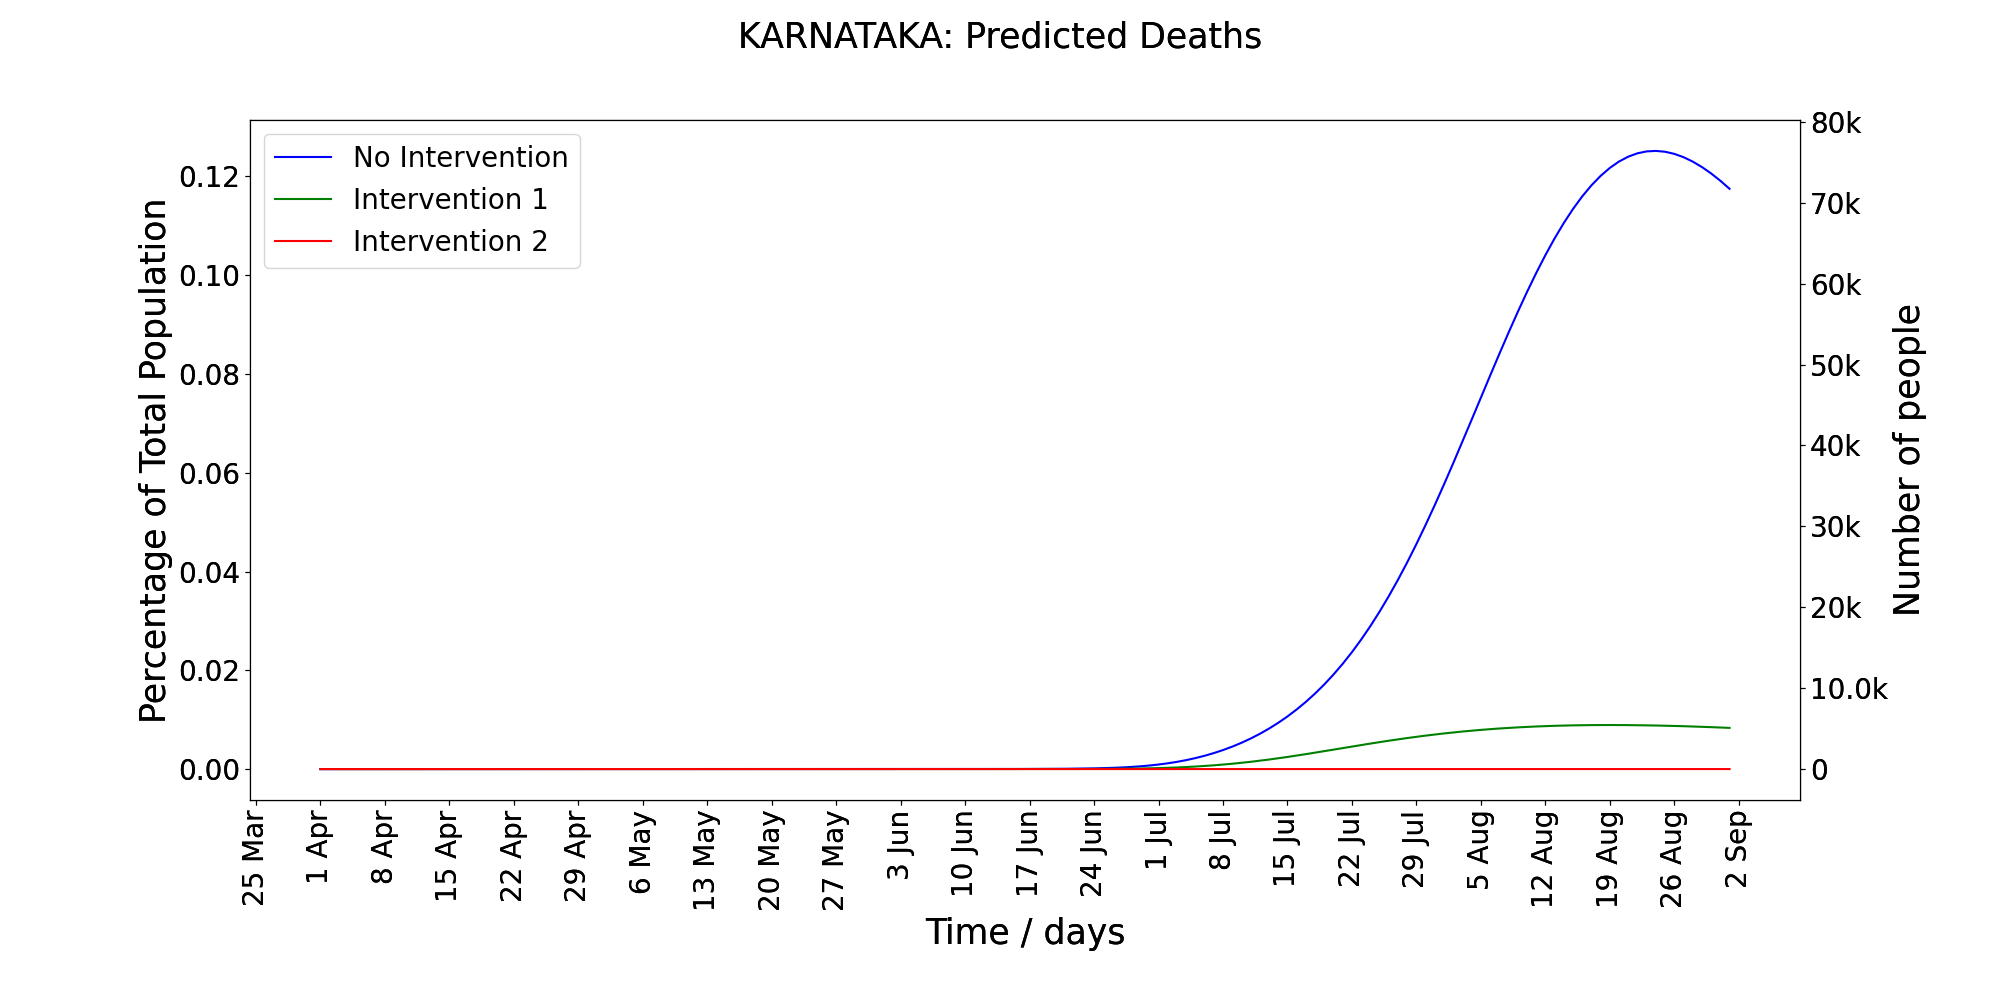 KARNATAKA: Predicted Deaths
No Intervention
Intervention 1
Intervention 2
Percentage of Total Population
0.12
0.10
0.08
0.06
0.04
0.02
0.00
80k
70k
60k
50k
40k
30k
20k
10.0k
0
Number of people
25 Mar
1 Apr
8 Apr
15 Apr
22 Apr
29 Apr
6 May
13 May
20 May
27 May
3 Jun
10 Jun
17 Jun
24 Jun
1 Jul
8 Jul
15 Jul
22 Jul
29 Jul
5 Aug
12 Aug
19 Aug
26 Aug
2 Sep
Time / days